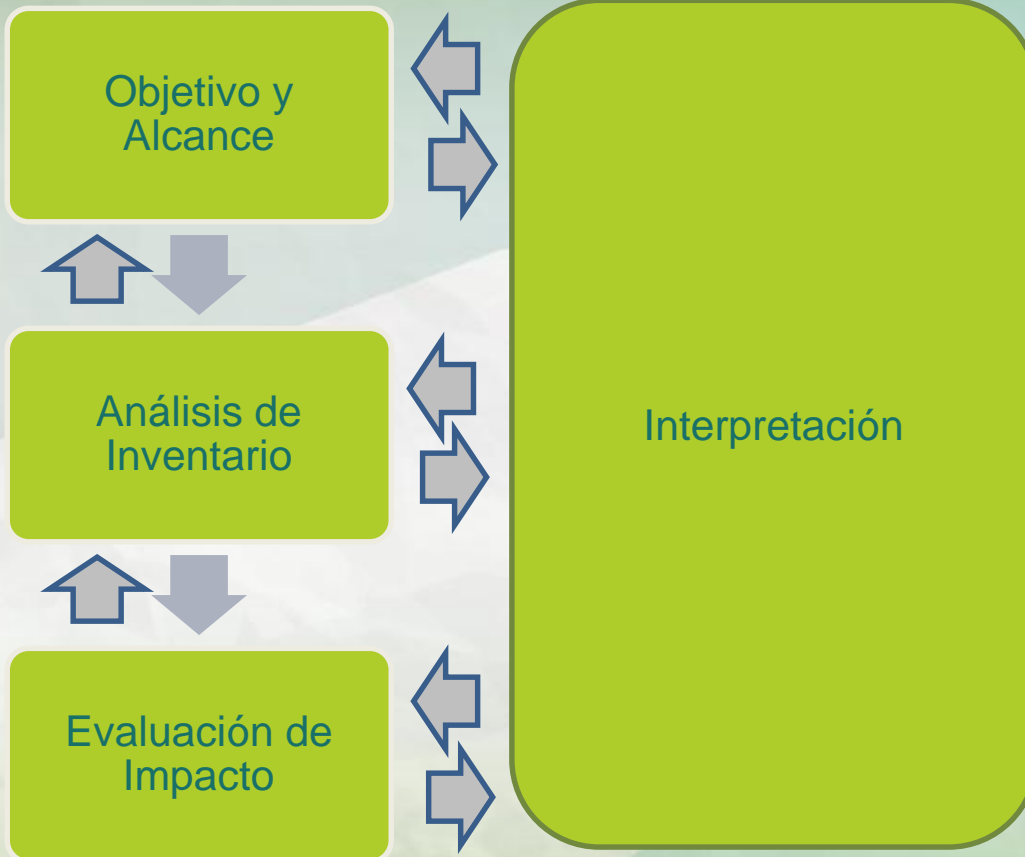 Objetivo y
Alcance
Análisis de
Inventario
Evaluación de
Impacto
Interpretación